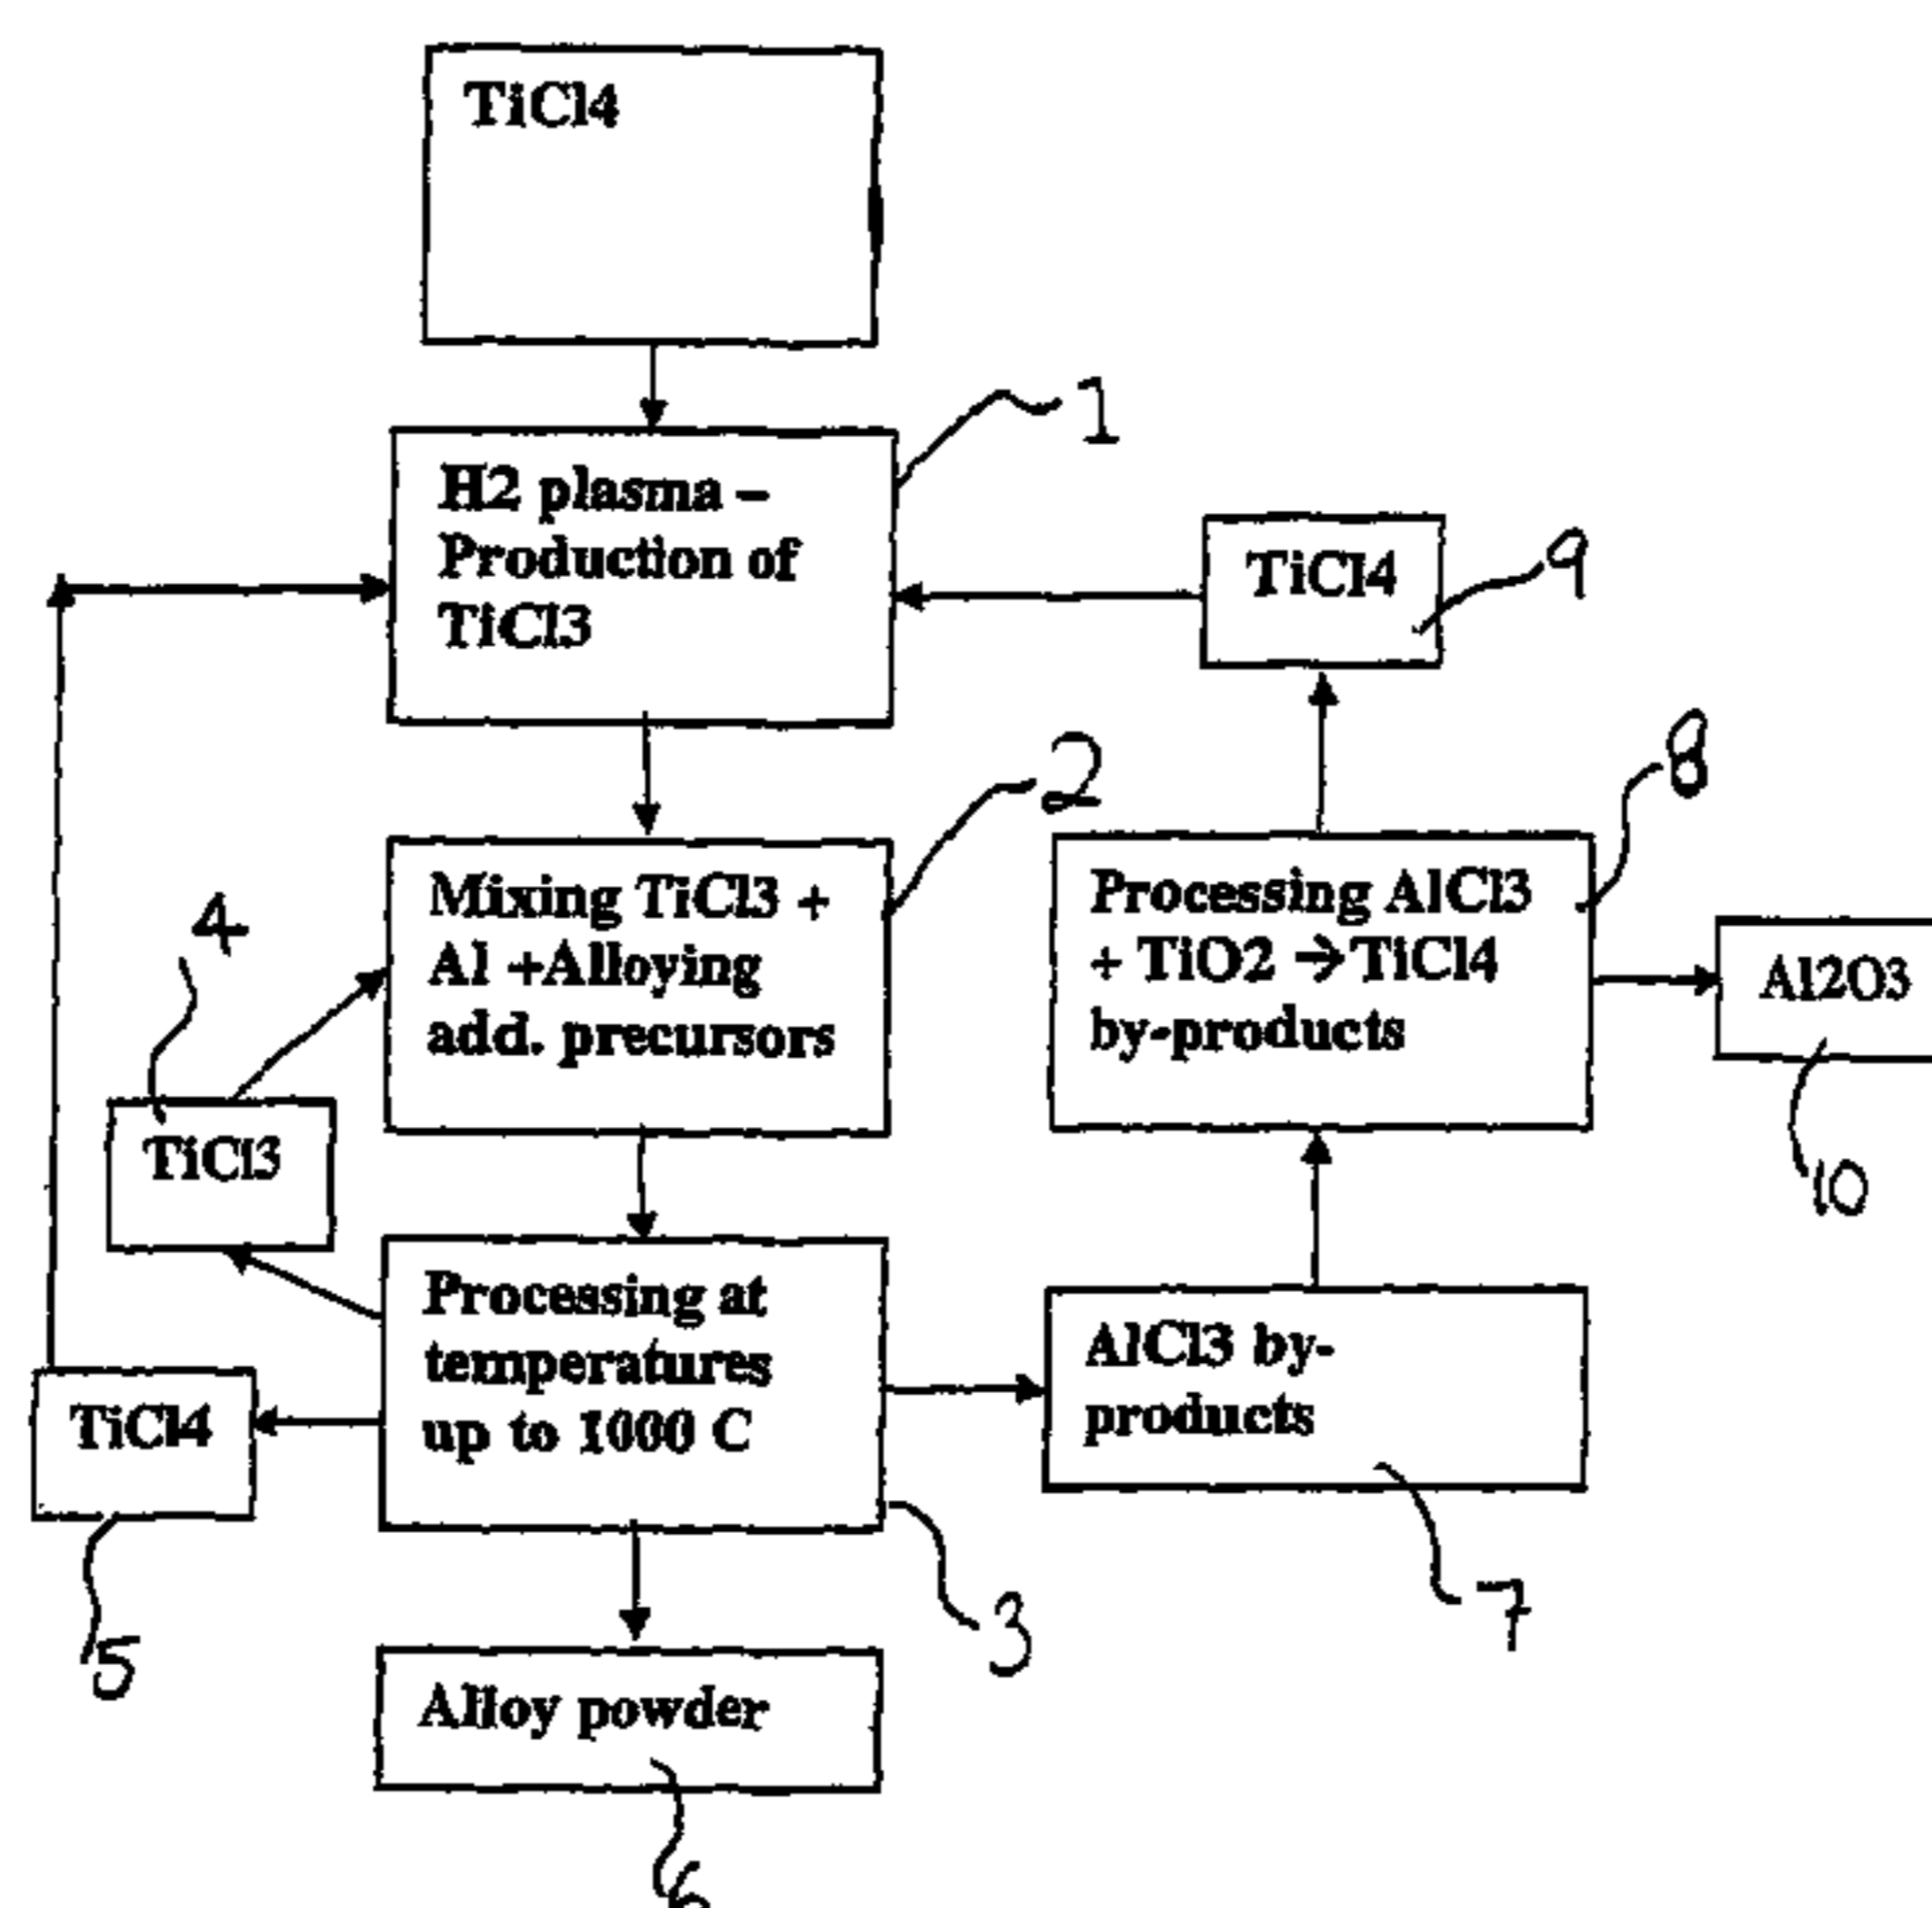 TiCl4
1
H2 plasma –
Production of
TiCl3
TiCl4
9
2
Mixing TiCl3 +
Al +Alloying
add. precursors
8
Processing AlCl3
+ TiO2 → TiCl4
by-products
Al2O3
10
4
TiCl3
Processing at
temperatures
up to 1000 C
3
AlCl3 by-
products
7
TiCl4
5
Alloy powder
6